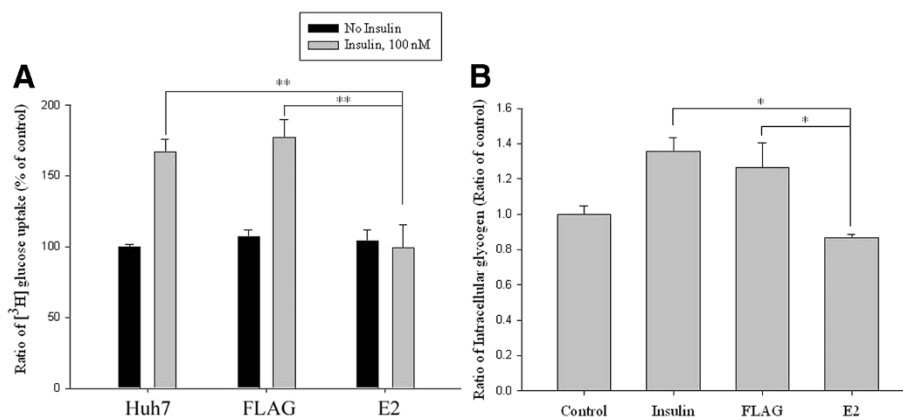 No Insulin
Insulin, 100 nM
A
Ratio of [³H] glucose uptake (% of control)
200
150
100
50
0
**
**
Huh7
FLAG
E2
B
Ratio of Intracellular glycogen (Ratio of control)
1.6
1.4
1.2
1.0
0.8
0.6
0.4
0.2
0.0
*
*
Control
Insulin
FLAG
E2